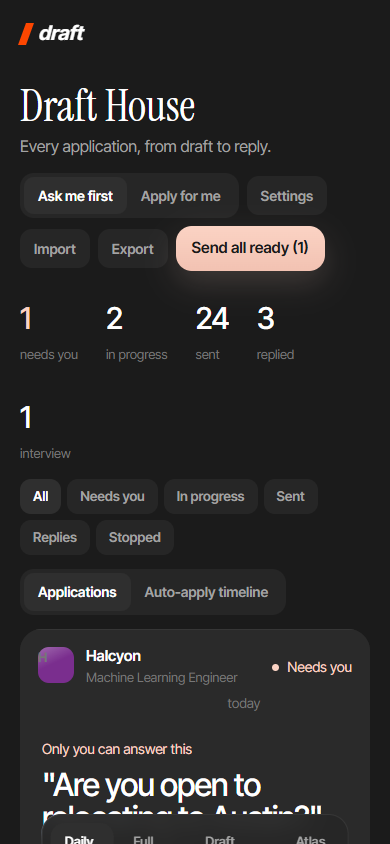 draft
Draft House
Every application, from draft to reply.
Ask me first Apply for me Settings
Import Export Send all ready (1)
1 2 24 3
needs you in progress sent replied
1
interview
All Needs you In progress Sent
Replies Stopped
Applications Auto-apply timeline
H Halcyon Needs you
Machine Learning Engineer
today
Only you can answer this
"Are you open to
relocating to Austin?"
Daily Full Draft Atlas